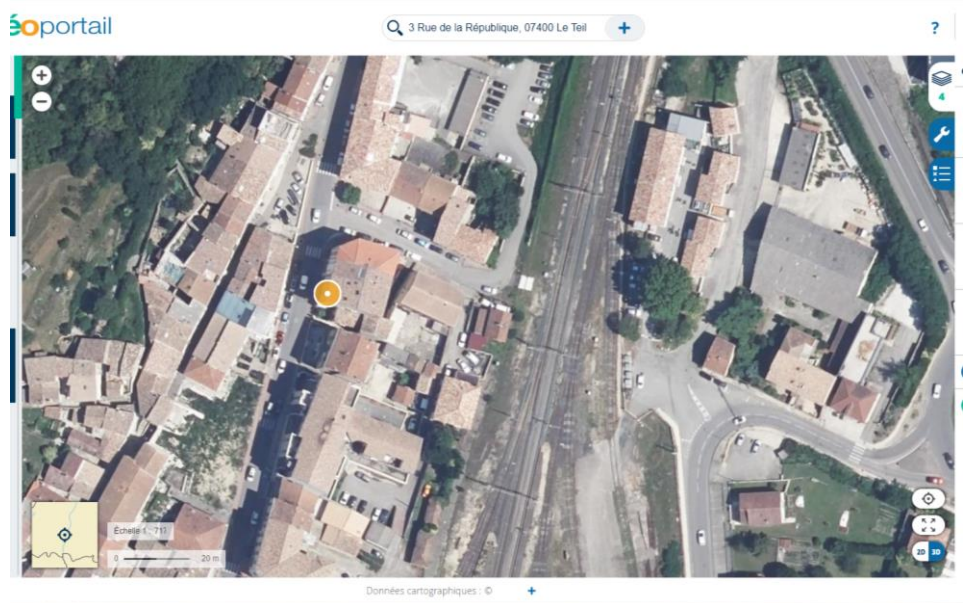 éoportail
3 Rue de la République, 07400 Le Teil
+
?
+
−
4
Échelle 1 : 717
0 20 m
2D 3D
Données cartographiques : © +